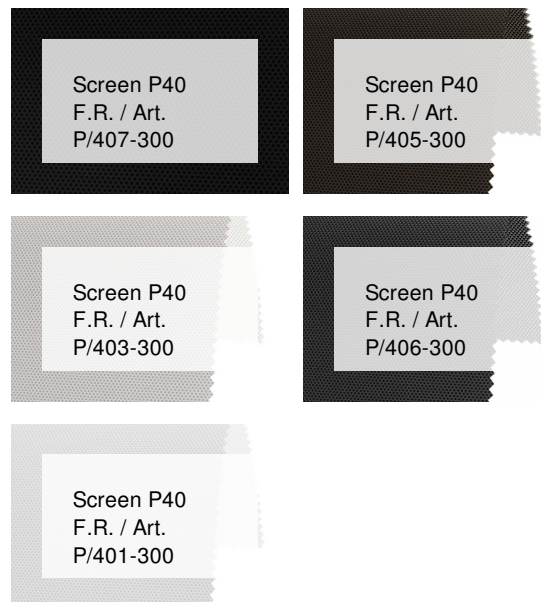 Screen P40
F.R. / Art.
P/407-300
Screen P40
F.R. / Art.
P/405-300
Screen P40
F.R. / Art.
P/403-300
Screen P40
F.R. / Art.
P/406-300
Screen P40
F.R. / Art.
P/401-300